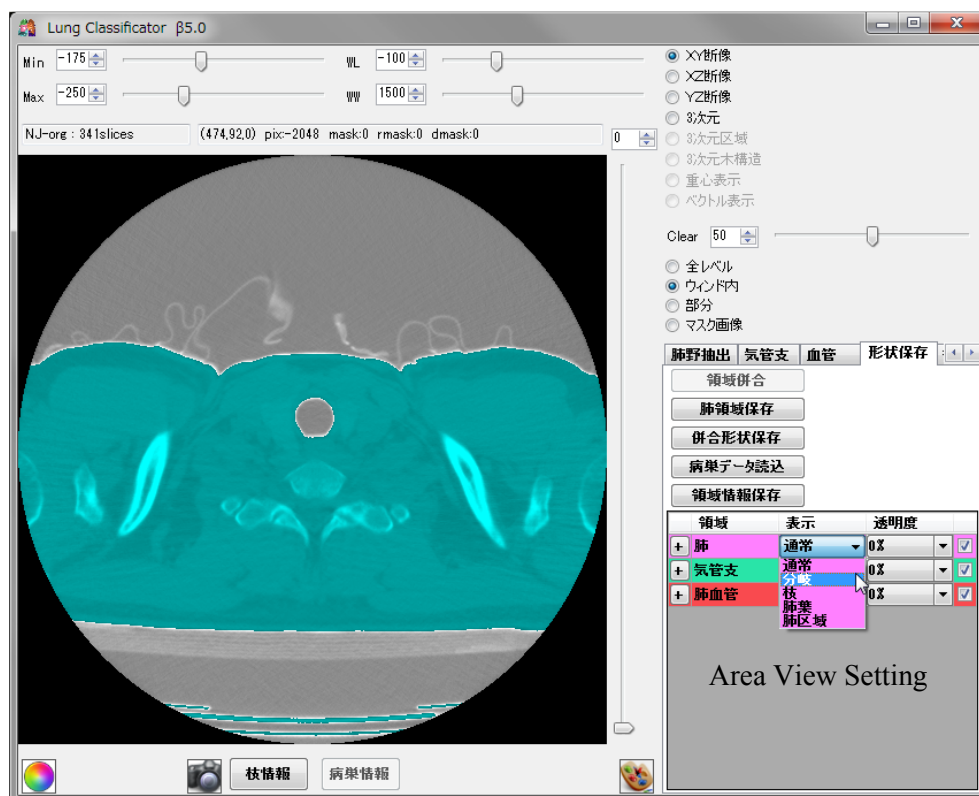 Lung Classificator β5.0
Min -175
WL -100
Max -250
WW 1500
NJ-org : 341slices
(474,92,0) pix:-2048 mask:0 rmask:0 dmask:0
0
XY断像
XZ断像
YZ断像
3次元
3次元区域
3次元木構造
重心表示
ベクトル表示
Clear 50
全レベル
ウィンドウ内
部分
マスク画像
肺野抽出 気管支 血管 形状保存
領域併合
肺領域保存
併合形状保存
病巣データ読込
領域情報保存
領域 表示 透明度
+ 肺 通常 0%
+ 気管支 0%
+ 肺血管 0%
通常
分岐
枝
肺葉
肺区域
Area View Setting
枝情報 病巣情報